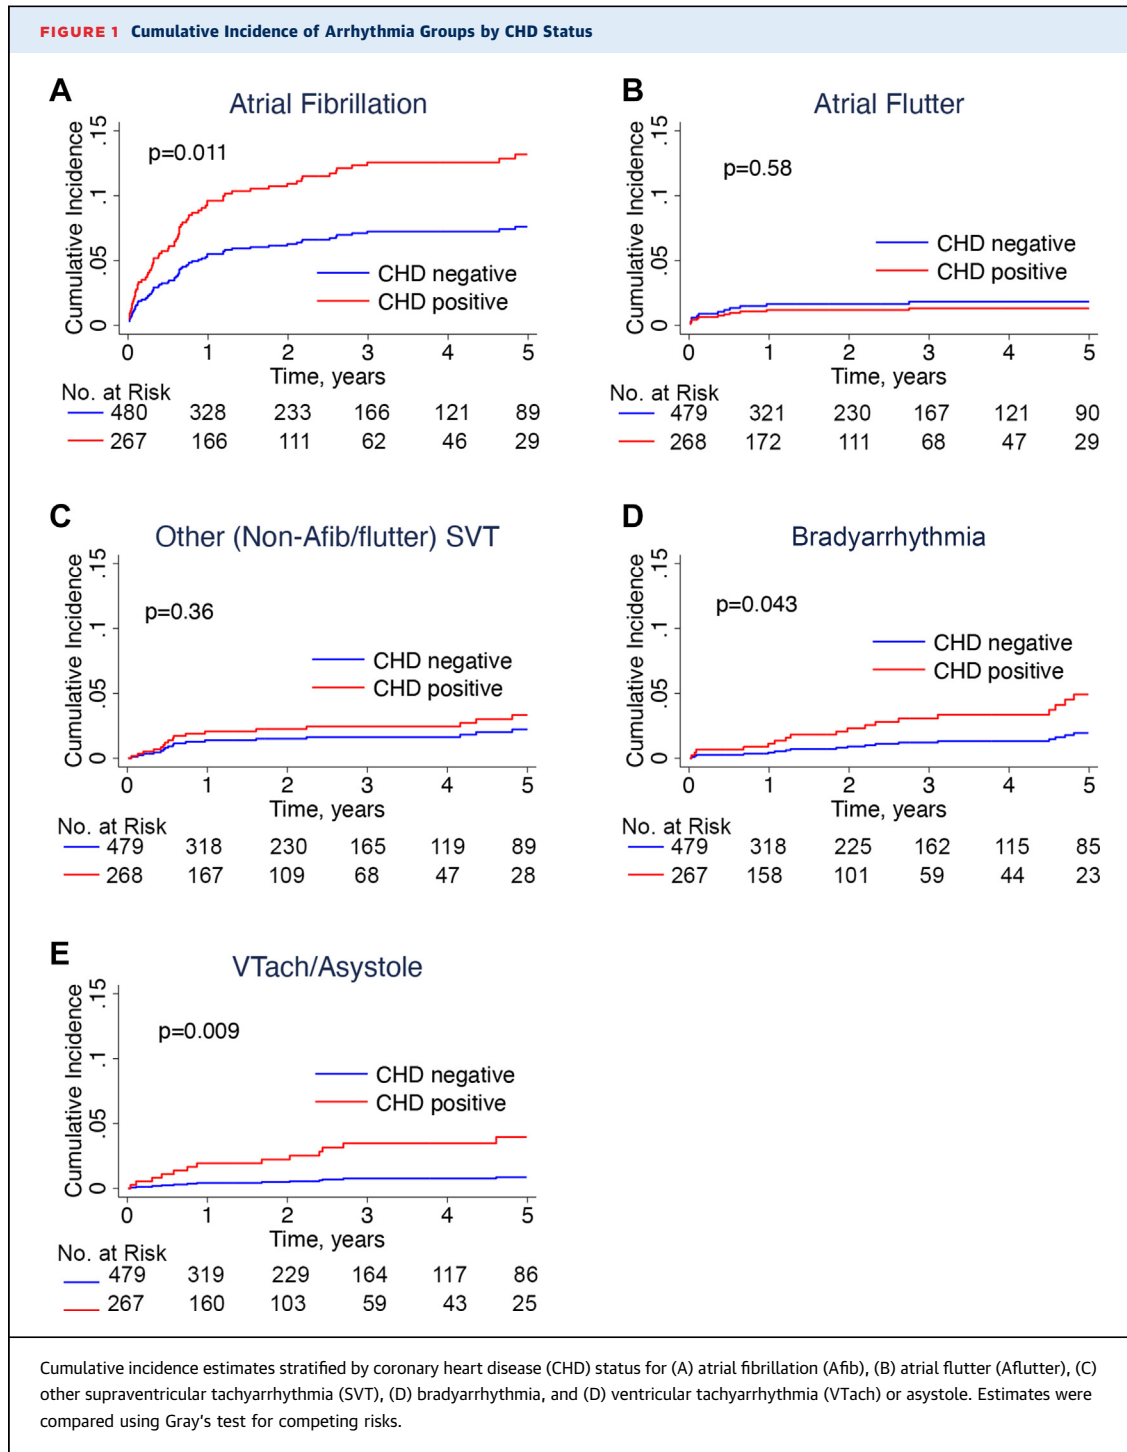 FIGURE 1 Cumulative Incidence of Arrhythmia Groups by CHD Status
A
Atrial Fibrillation
Cumulative Incidence
.15
.1
.05
0
p=0.011
CHD negative
CHD positive
0 1 2 3 4 5
Time, years
No. at Risk
480 328 233 166 121 89
267 166 111 62 46 29
B
Atrial Flutter
Cumulative Incidence
.15
.1
.05
0
p=0.58
CHD negative
CHD positive
0 1 2 3 4 5
Time, years
No. at Risk
479 321 230 167 121 90
268 172 111 68 47 29
C
Other (Non-Afib/flutter) SVT
Cumulative Incidence
.15
.1
.05
0
p=0.36
CHD negative
CHD positive
0 1 2 3 4 5
Time, years
No. at Risk
479 318 230 165 119 89
268 167 109 68 47 28
D
Bradyarrhythmia
Cumulative Incidence
.15
.1
.05
0
p=0.043
CHD negative
CHD positive
0 1 2 3 4 5
Time, years
No. at Risk
479 318 225 162 115 85
267 158 101 59 44 23
E
VTach/Asystole
Cumulative Incidence
.15
.1
.05
0
p=0.009
CHD negative
CHD positive
0 1 2 3 4 5
Time, years
No. at Risk
479 319 229 164 117 86
267 160 103 59 43 25
Cumulative incidence estimates stratified by coronary heart disease (CHD) status for (A) atrial fibrillation (Afib), (B) atrial flutter (Aflutter), (C)
other supraventricular tachyarrhythmia (SVT), (D) bradyarrhythmia, and (D) ventricular tachyarrhythmia (VTach) or asystole. Estimates were
compared using Gray's test for competing risks.